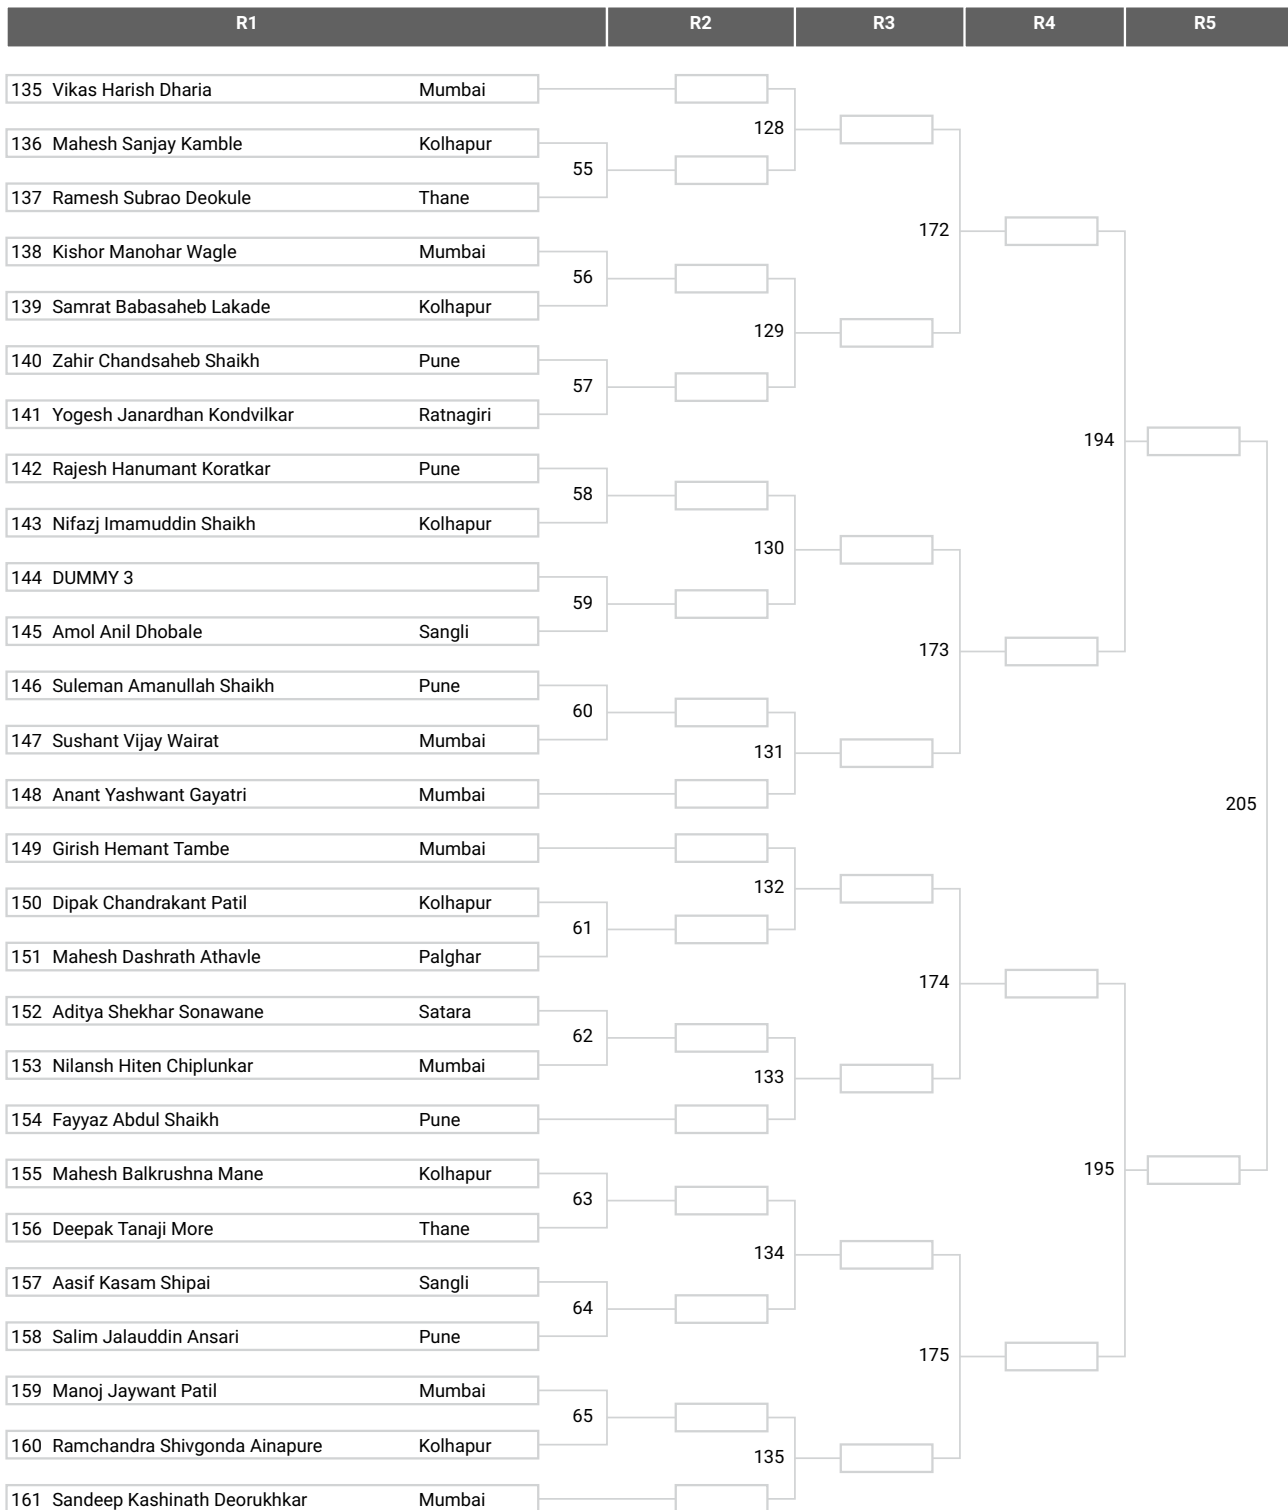 R1 R2 R3 R4 R5
135 Vikas Harish Dharia Mumbai
128
136 Mahesh Sanjay Kamble Kolhapur
55
137 Ramesh Subrao Deokule Thane
172
138 Kishor Manohar Wagle Mumbai
56
139 Samrat Babasaheb Lakade Kolhapur
129
140 Zahir Chandsaheb Shaikh Pune
57
141 Yogesh Janardhan Kondvilkar Ratnagiri
194
142 Rajesh Hanumant Koratkar Pune
58
143 Nifazj Imamuddin Shaikh Kolhapur
130
144 DUMMY 3
59
145 Amol Anil Dhobale Sangli
173
146 Suleman Amanullah Shaikh Pune
60
147 Sushant Vijay Wairat Mumbai
131
148 Anant Yashwant Gayatri Mumbai
205
149 Girish Hemant Tambe Mumbai
132
150 Dipak Chandrakant Patil Kolhapur
61
151 Mahesh Dashrath Athavle Palghar
174
152 Aditya Shekhar Sonawane Satara
62
153 Nilansh Hiten Chiplunkar Mumbai
133
154 Fayyaz Abdul Shaikh Pune
195
155 Mahesh Balkrushna Mane Kolhapur
63
156 Deepak Tanaji More Thane
134
157 Aasif Kasam Shipai Sangli
64
158 Salim Jalauddin Ansari Pune
175
159 Manoj Jaywant Patil Mumbai
65
160 Ramchandra Shivgonda Ainapure Kolhapur
135
161 Sandeep Kashinath Deorukhkar Mumbai